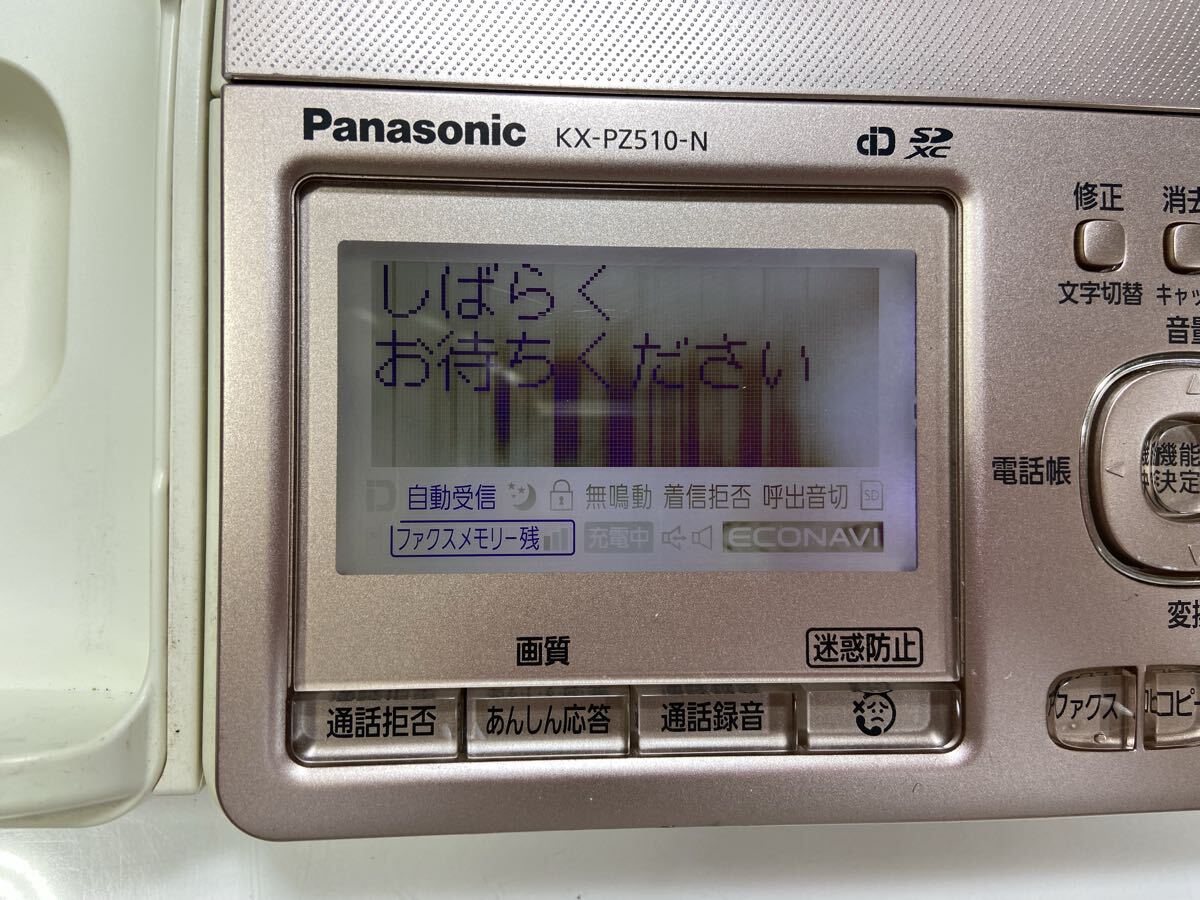 Panasonic KX-PZ510-N
SD XC
修正
文字切替
音量
しばらく
お待ちください
自動受信 無鳴動 着信拒否 呼出音切 SD
ファクスメモリー残 充電中 ECONAVI
電話帳
機能
決定
画質
迷惑防止
通話拒否 あんしん応答 通話録音
ファクス
コピー